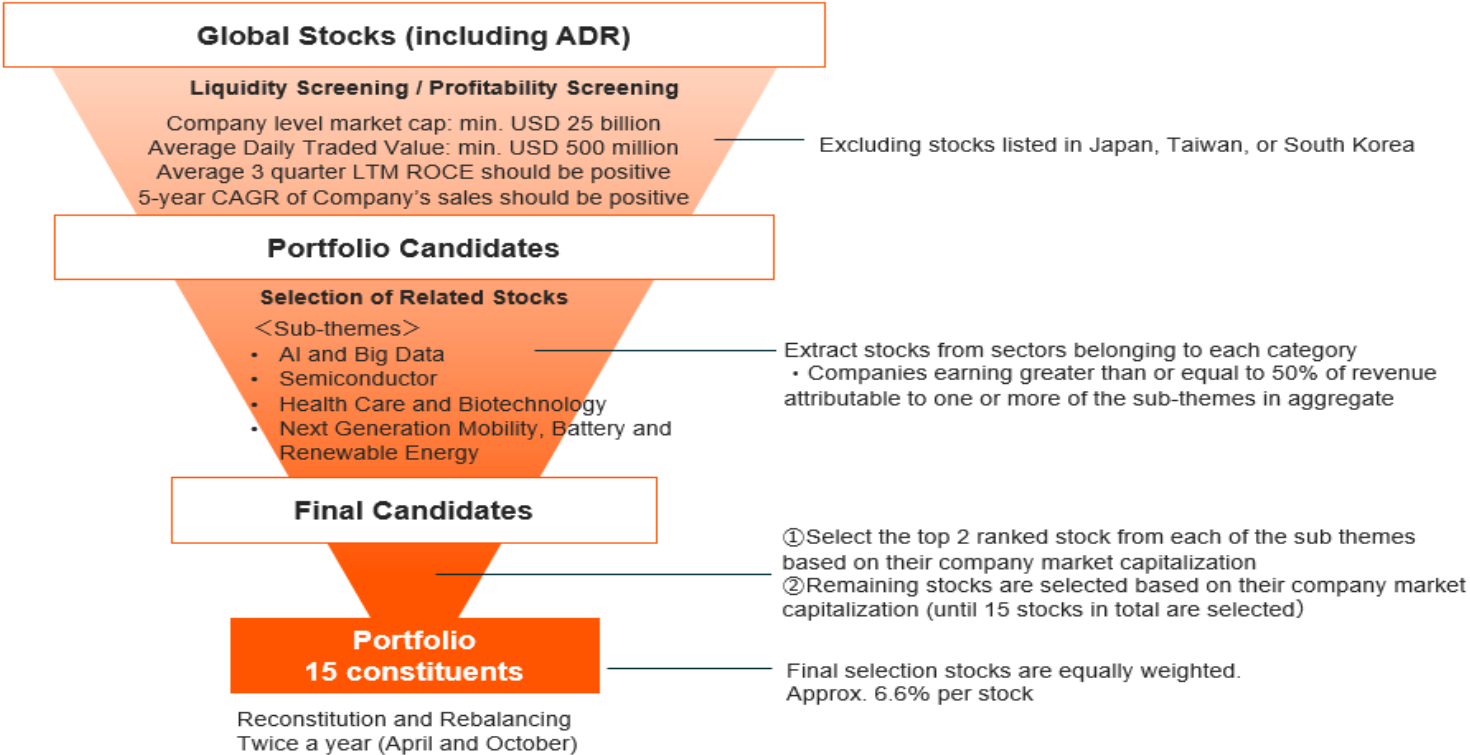 Global Stocks (including ADR)
Liquidity Screening / Profitability Screening
Company level market cap: min. USD 25 billion
Average Daily Traded Value: min. USD 500 million
Average 3 quarter LTM ROCE should be positive
5-year CAGR of Company's sales should be positive
Excluding stocks listed in Japan, Taiwan, or South Korea
Portfolio Candidates
Selection of Related Stocks
＜Sub-themes＞
• AI and Big Data
• Semiconductor
• Health Care and Biotechnology
• Next Generation Mobility, Battery and
Renewable Energy
Extract stocks from sectors belonging to each category
・Companies earning greater than or equal to 50% of revenue
attributable to one or more of the sub-themes in aggregate
Final Candidates
①Select the top 2 ranked stock from each of the sub themes
based on their company market capitalization
②Remaining stocks are selected based on their company market
capitalization (until 15 stocks in total are selected）
Portfolio
15 constituents
Final selection stocks are equally weighted.
Approx. 6.6% per stock
Reconstitution and Rebalancing
Twice a year (April and October)